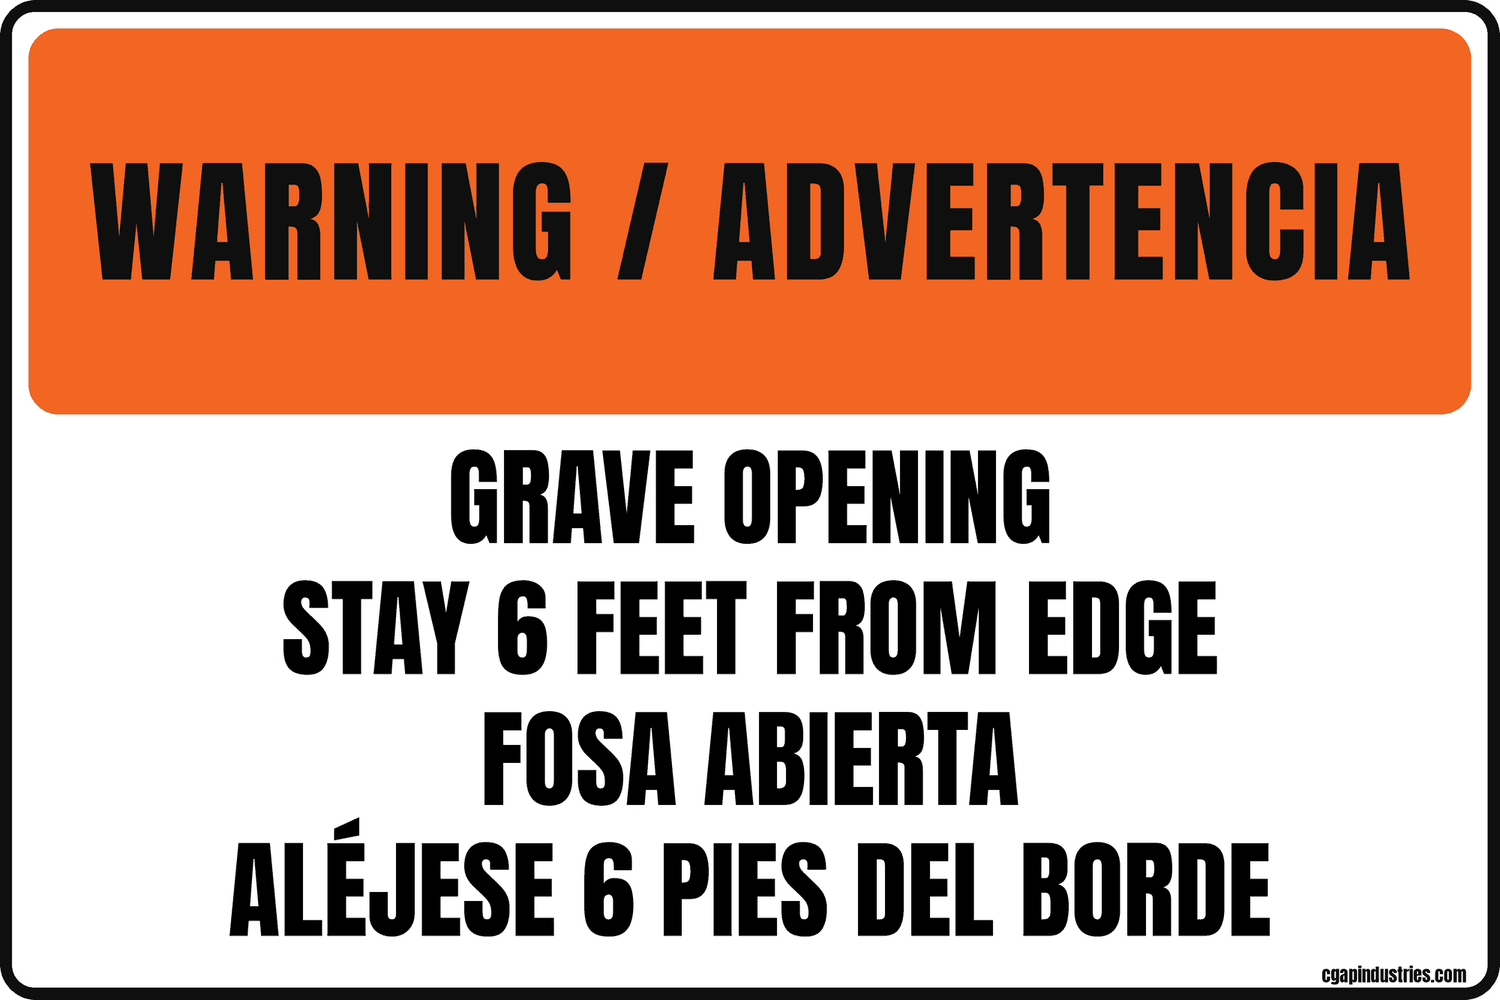 WARNING / ADVERTENCIA
GRAVE OPENING
STAY 6 FEET FROM EDGE
FOSA ABIERTA
ALÉJESE 6 PIES DEL BORDE
cgapindustries.com